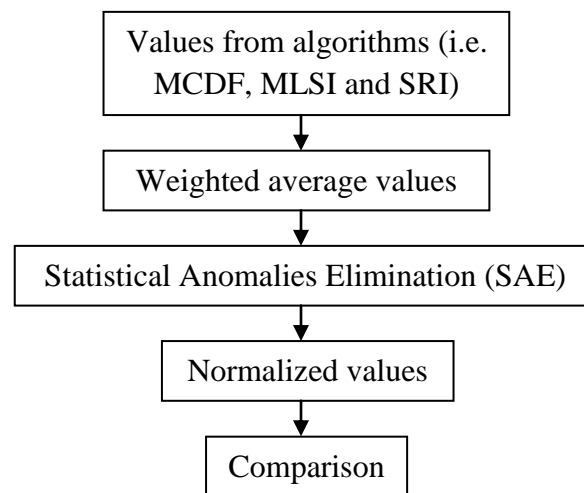 Values from algorithms (i.e.
MCDF, MLSI and SRI)
Weighted average values
Statistical Anomalies Elimination (SAE)
Normalized values
Comparison